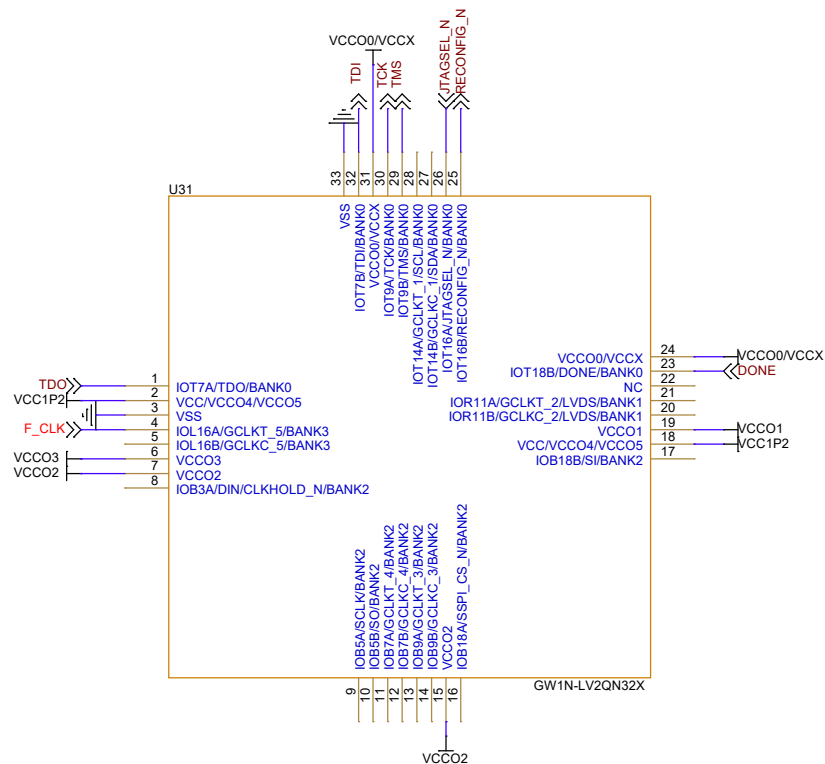 VCCO0/VCCX
TDI
TCK
TMS
JTAGSEL_N
RECONFIG_N
33
32
31
30
29
28
27
26
25
U31
VSS
IOT7B/TDI/BANK0
VCCO0/VCCX
IOT9A/TCK/BANK0
IOT9B/TMS/BANK0
IOT14A/GCLKT_1/SCL/BANK0
IOT14B/GCLKC_1/SDA/BANK0
IOT16A/JTAGSEL_N/BANK0
IOT16B/RECONFIG_N/BANK0
TDO 1 IOT7A/TDO/BANK0
VCC1P2 2 VCC/VCCO4/VCCO5
3 VSS
F_CLK 4 IOL16A/GCLKT_5/BANK3
5 IOL16B/GCLKC_5/BANK3
VCCO3 6 VCCO3
VCCO2 7 VCCO2
8 IOB3A/DIN/CLKHOLD_N/BANK2
VCCO0/VCCX 24 VCCO0/VCCX
IOT18B/DONE/BANK0 23 DONE
NC 22
IOR11A/GCLKT_2/LVDS/BANK1 21
IOR11B/GCLKC_2/LVDS/BANK1 20
VCCO1 19 VCCO1
VCC/VCCO4/VCCO5 18 VCC1P2
IOB18B/SI/BANK2 17
IOB5A/SCLK/BANK2
IOB5B/SO/BANK2
IOB7A/GCLKT_4/BANK2
IOB7B/GCLKC_4/BANK2
IOB9A/GCLKT_3/BANK2
IOB9B/GCLKC_3/BANK2
VCCO2
IOB18A/SSPI_CS_N/BANK2
9
10
11
12
13
14
15
16
GW1N-LV2QN32X
VCCO2